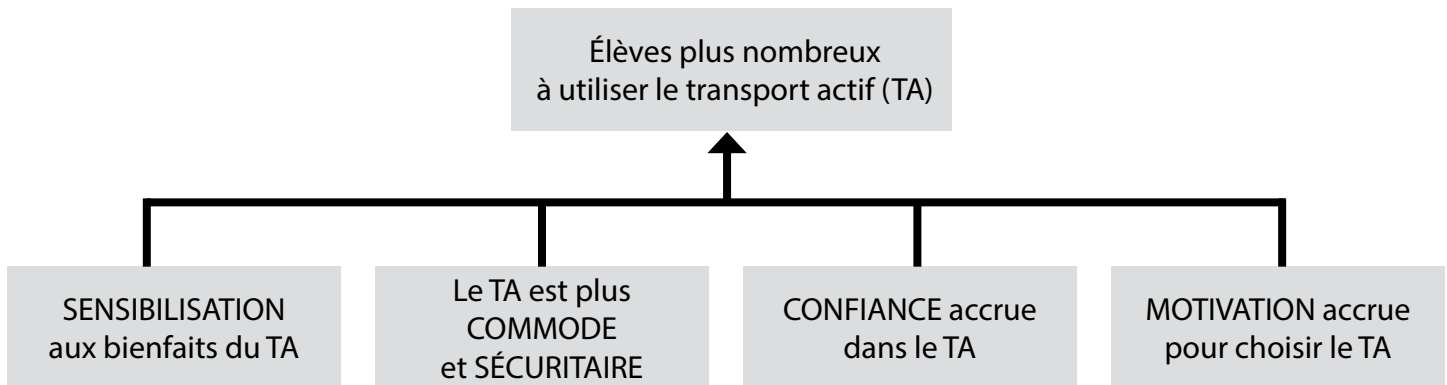 Élèves plus nombreux
à utiliser le transport actif (TA)
SENSIBILISATION
aux bienfaits du TA
Le TA est plus
COMMODE
et SÉCURITAIRE
CONFIANCE accrue
dans le TA
MOTIVATION accrue
pour choisir le TA